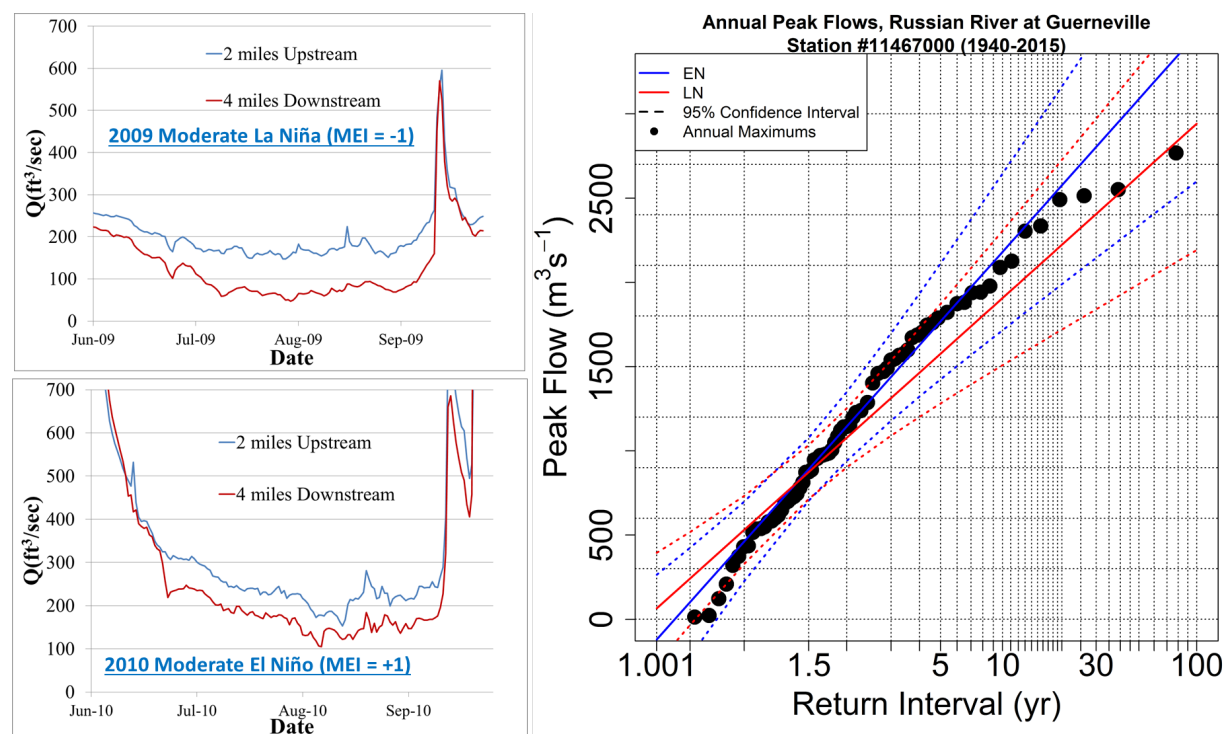 700
600
500
400
300
200
100
0
Q(ft³/sec)
2 miles Upstream
4 miles Downstream
2009 Moderate La Niña (MEI = -1)
Jun-09
Jul-09
Aug-09
Sep-09
Date
700
600
500
400
300
200
100
0
Q(ft³/sec)
2 miles Upstream
4 miles Downstream
2010 Moderate El Niño (MEI = +1)
Jun-10
Jul-10
Aug-10
Sep-10
Date
Annual Peak Flows, Russian River at Guerneville
Station #11467000 (1940-2015)
EN
LN
95% Confidence Interval
Annual Maximums
Peak Flow (m³s⁻¹)
2500
1500
500
0
1.001
1.5
5
10
30
100
Return Interval (yr)